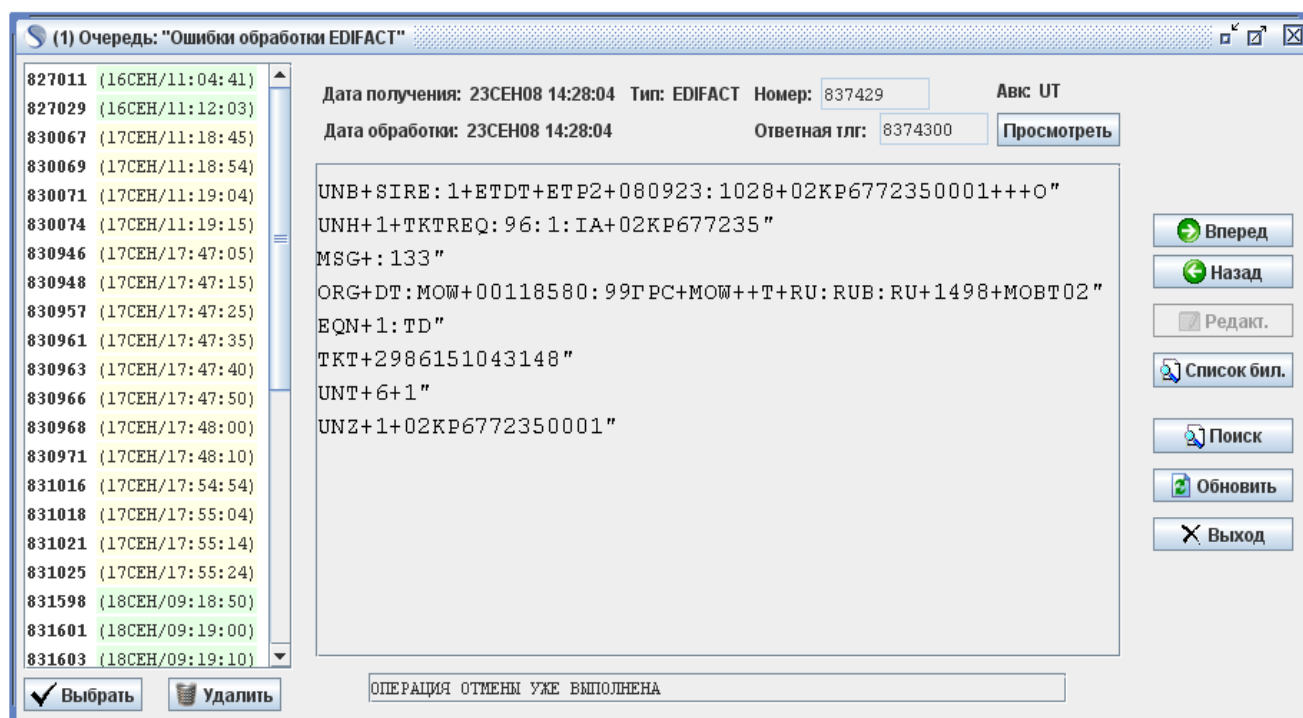 (1) Очередь: "Ошибки обработки EDIFACT"
827011 (16СЕН/11:04:41)
827029 (16СЕН/11:12:03)
830067 (17СЕН/11:18:45)
830069 (17СЕН/11:18:54)
830071 (17СЕН/11:19:04)
830074 (17СЕН/11:19:15)
830946 (17СЕН/17:47:05)
830948 (17СЕН/17:47:15)
830957 (17СЕН/17:47:25)
830961 (17СЕН/17:47:35)
830963 (17СЕН/17:47:40)
830966 (17СЕН/17:47:50)
830968 (17СЕН/17:48:00)
830971 (17СЕН/17:48:10)
831016 (17СЕН/17:54:54)
831018 (17СЕН/17:55:04)
831021 (17СЕН/17:55:14)
831025 (17СЕН/17:55:24)
831598 (18СЕН/09:18:50)
831601 (18СЕН/09:19:00)
831603 (18СЕН/09:19:10)
Выбрать Удалить
Дата получения: 23СЕН08 14:28:04 Тип: EDIFACT Номер: 837429 Авк: UT
Дата обработки: 23СЕН08 14:28:04 Ответная тлг: 8374300 Просмотреть
UNB+SIRE:1+ETDT+ETP2+080923:1028+02KP6772350001+++O"
UNH+1+TKTREQ:96:1:IA+02KP677235"
MSG+:133"
ORG+DT:MOW+00118580:99ГРС+MOW++T+RU:RUB:RU+1498+MOBT02"
EQN+1:TD"
TKT+2986151043148"
UNT+6+1"
UNZ+1+02KP6772350001"
ОПЕРАЦИЯ ОТМЕНЫ УЖЕ ВЫПОЛНЕНА
Вперед
Назад
Редакт.
Список бил.
Поиск
Обновить
Выход